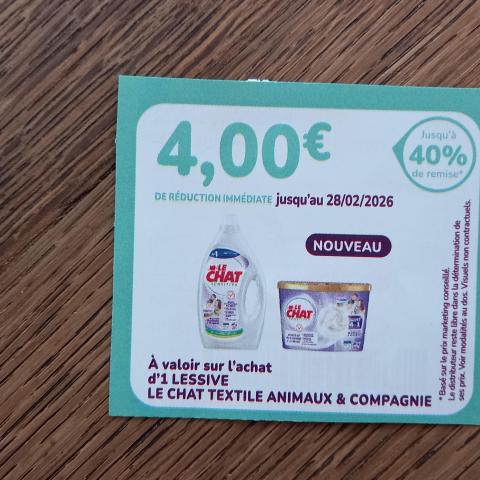 4,00€
DE RÉDUCTION IMMÉDIATE jusqu'au 28/02/2026
Jusqu'à
40%
de remise*
NOUVEAU
LE
CHAT
SENSITIVE
LE
CHAT
À valoir sur l'achat
d'1 LESSIVE
LE CHAT TEXTILE ANIMAUX & COMPAGNIE
* Basé sur le prix marketing conseillé.
Le distributeur reste libre dans la détermination de
ses prix. Voir modalités au dos. Visuels non contractuels.